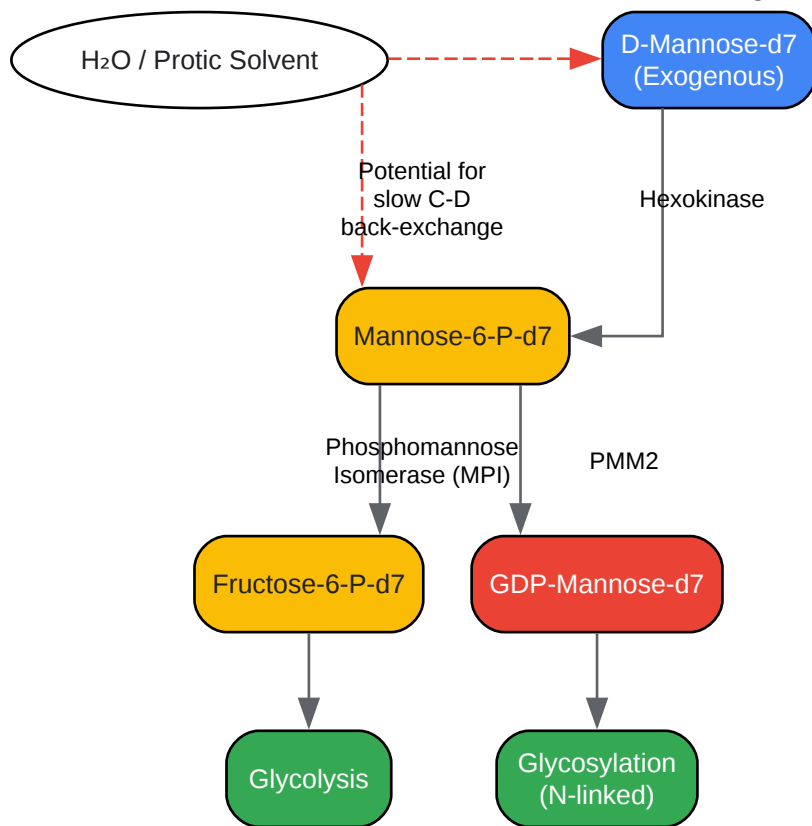 H₂O / Protic Solvent
D-Mannose-d7
(Exogenous)
Potential for
slow C-D
back-exchange
Hexokinase
Mannose-6-P-d7
Phosphomannose
Isomerase (MPI)
PMM2
Fructose-6-P-d7
GDP-Mannose-d7
Glycolysis
Glycosylation
(N-linked)